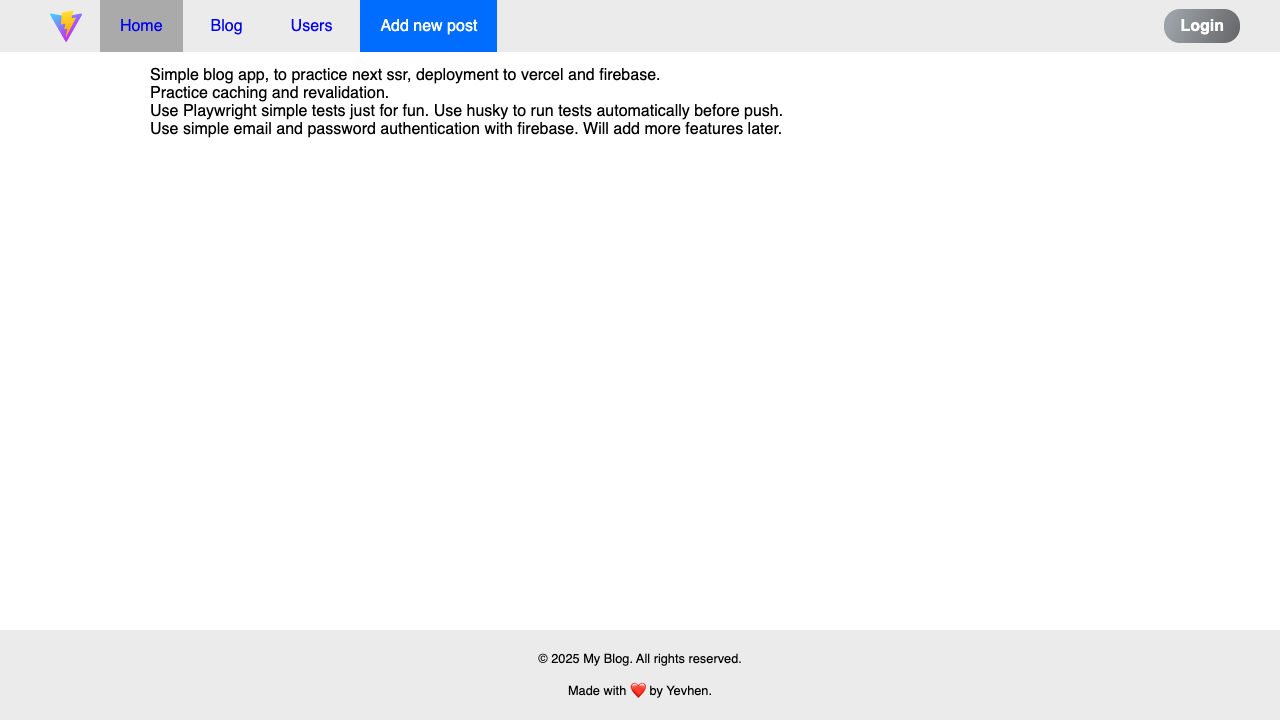 Home Blog Users Add new post Login
Simple blog app, to practice next ssr, deployment to vercel and firebase.
Practice caching and revalidation.
Use Playwright simple tests just for fun. Use husky to run tests automatically before push.
Use simple email and password authentication with firebase. Will add more features later.
© 2025 My Blog. All rights reserved.
Made with ❤️ by Yevhen.